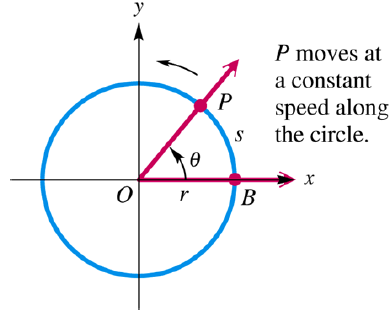 y
P moves at
a constant
speed along
the circle.
P
s
θ
O
r
B
x